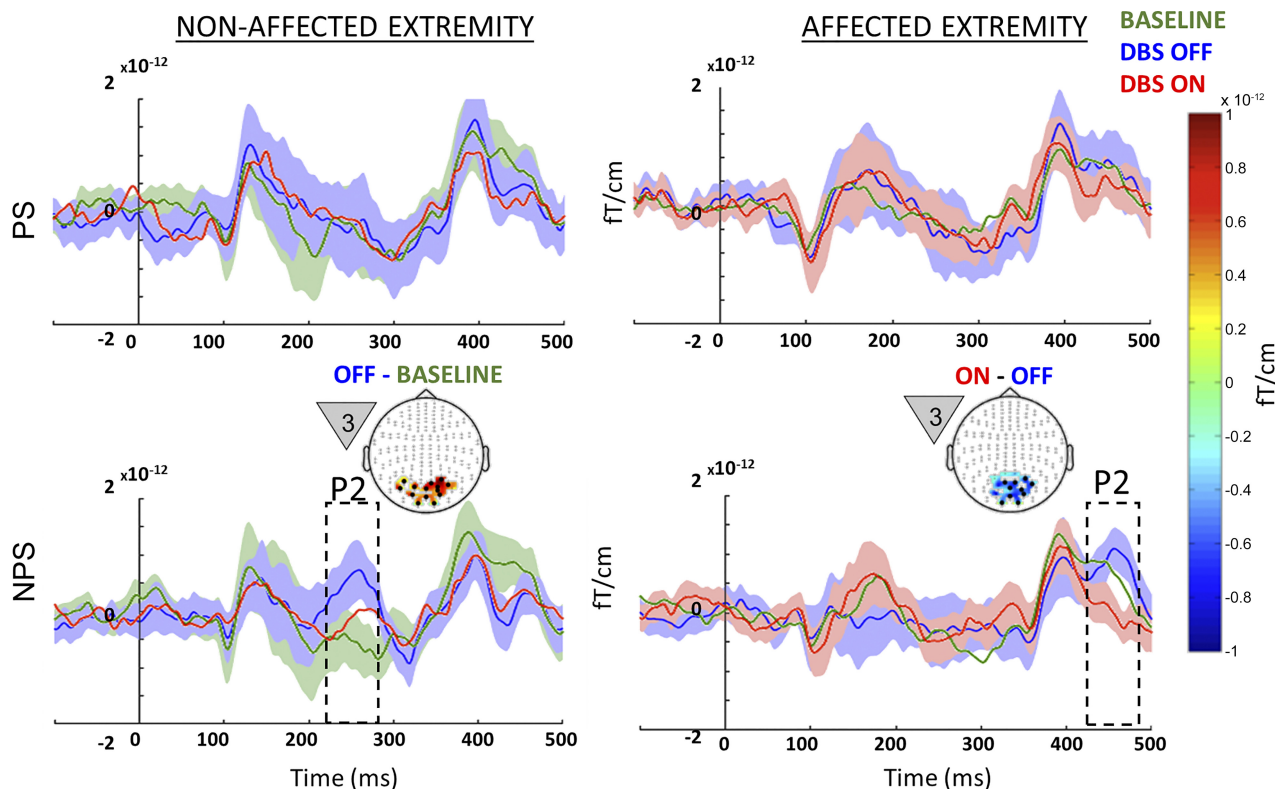 NON-AFFECTED EXTREMITY
AFFECTED EXTREMITY
BASELINE
DBS OFF
DBS ON
PS
2 x10-12
0
-2
0 100 200 300 400 500
fT/cm
2 x10-12
0
-2
0 100 200 300 400 500
x 10-12
1
0.8
0.6
0.4
0.2
0
-0.2
-0.4
-0.6
-0.8
-1
fT/cm
OFF - BASELINE
3
ON - OFF
3
NPS
2 x10-12
P2
0
-2
0 100 200 300 400 500
Time (ms)
fT/cm
2 x10-12
P2
0
-2
0 100 200 300 400 500
Time (ms)